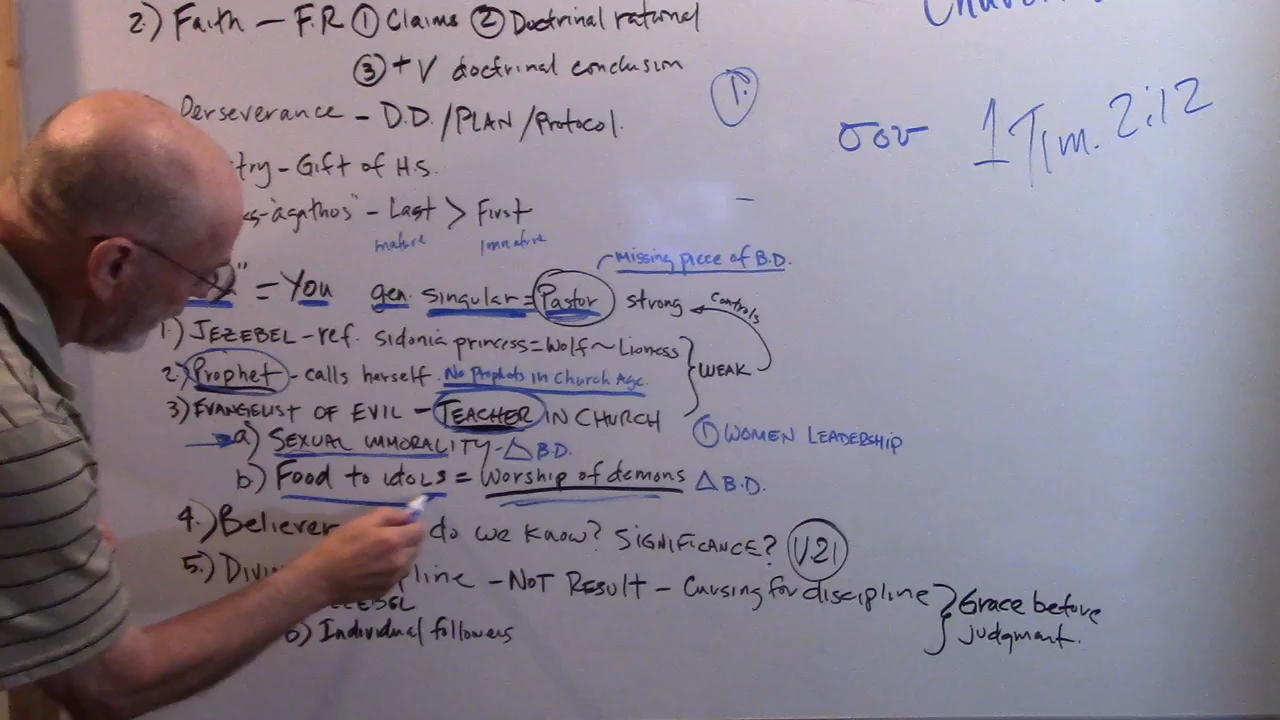 2.) Faith – F.R ① Claims ② Doctrinal rational
③ + V doctrinal conclusion
Church
1.
σου 1 Tim. 2:12
Perseverance – D.D. / PLAN / Protocol.
try – Gift of H.S.
"agathos" – Last > First
mature immature
Missing piece of B.D.
" = You gen. singular = Pastor strong
controls
1.) JEZEBEL – ref. Sidonia princess = Wolf ~ Lioness
WEAK
2.) Prophet – calls herself. No Prophets in Church Age.
3) EVANGELIST OF EVIL – TEACHER IN CHURCH
① WOMEN LEADERSHIP
a) SEXUAL IMMORALITY – △ B.D.
b) Food to idols = Worship of demons △ B.D.
4.) Believer do we know? SIGNIFICANCE? V21
5.) Divi pline – NOT RESULT – Cursing for discipline
Grace before judgment.
ZEBEL
b) Individual followers